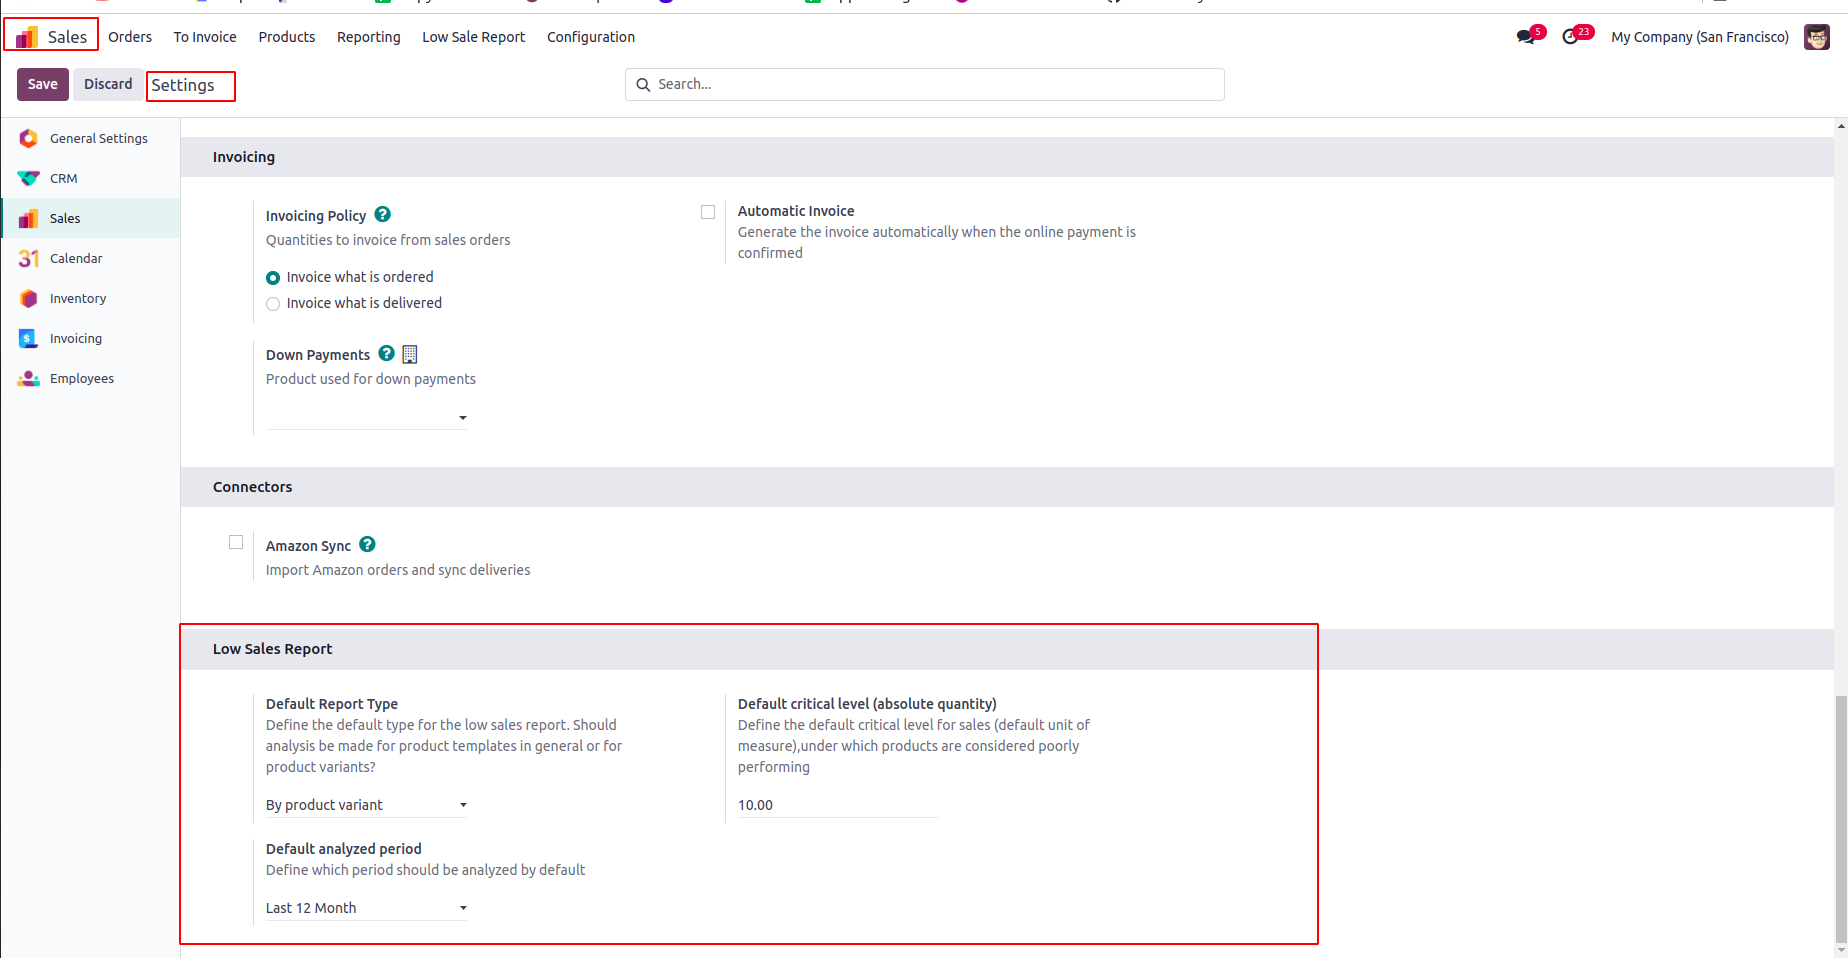 Sales Orders To Invoice Products Reporting Low Sale Report Configuration 5 23 My Company (San Francisco)
Save Discard Settings Search...
General Settings
CRM
Sales
31 Calendar
Inventory
$ Invoicing
Employees
Invoicing
Invoicing Policy ?
Quantities to invoice from sales orders
Invoice what is ordered
Invoice what is delivered
Automatic Invoice
Generate the invoice automatically when the online payment is
confirmed
Down Payments ?
Product used for down payments
Connectors
Amazon Sync ?
Import Amazon orders and sync deliveries
Low Sales Report
Default Report Type
Define the default type for the low sales report. Should
analysis be made for product templates in general or for
product variants?
By product variant
Default critical level (absolute quantity)
Define the default critical level for sales (default unit of
measure),under which products are considered poorly
performing
10.00
Default analyzed period
Define which period should be analyzed by default
Last 12 Month